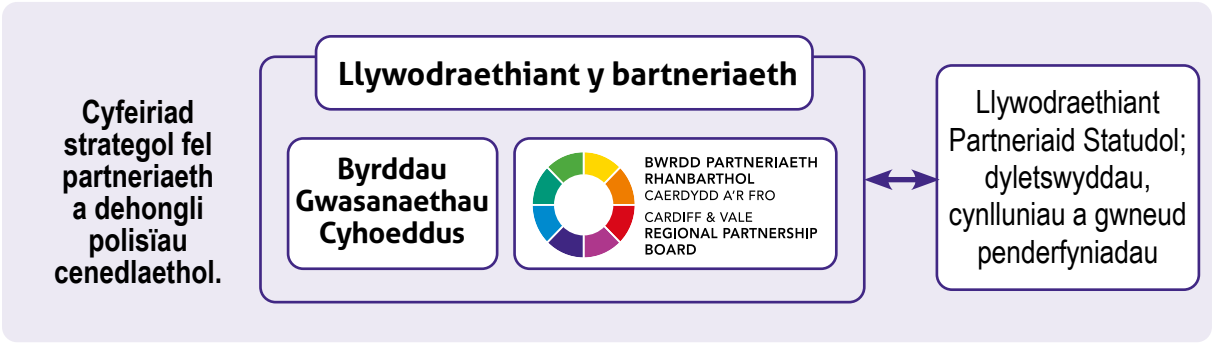 Cyfeiriad
strategol fel
partneriaeth
a dehongli
polisïau
cenedlaethol.
Llywodraethiant y bartneriaeth
Byrddau
Gwasanaethau
Cyhoeddus
BWRDD PARTNERIAETH
RHANBARTHOL
CAERDYDD A'R FRO
CARDIFF & VALE
REGIONAL PARTNERSHIP
BOARD
Llywodraethiant
Partneriaid Statudol;
dyletswyddau,
cynlluniau a gwneud
penderfyniadau